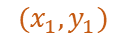 (x₁, y₁)